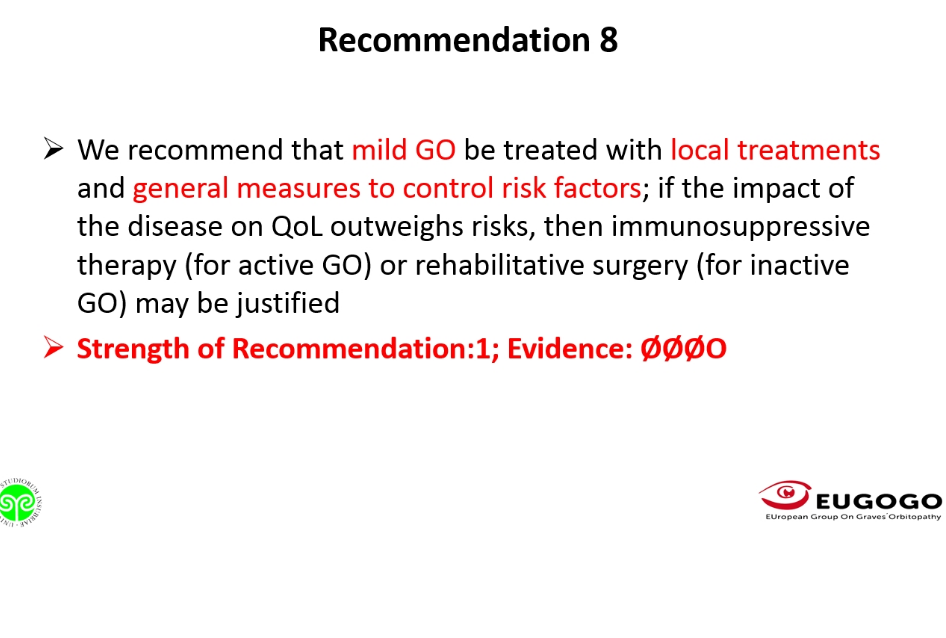 Recommendation 8
➢ We recommend that mild GO be treated with local treatments
and general measures to control risk factors; if the impact of
the disease on QoL outweighs risks, then immunosuppressive
therapy (for active GO) or rehabilitative surgery (for inactive
GO) may be justified
➢ Strength of Recommendation:1; Evidence: ØØØO
STUDIORUM INSUBRIAE
EUGOGO
EUropean Group On Graves' Orbitopathy